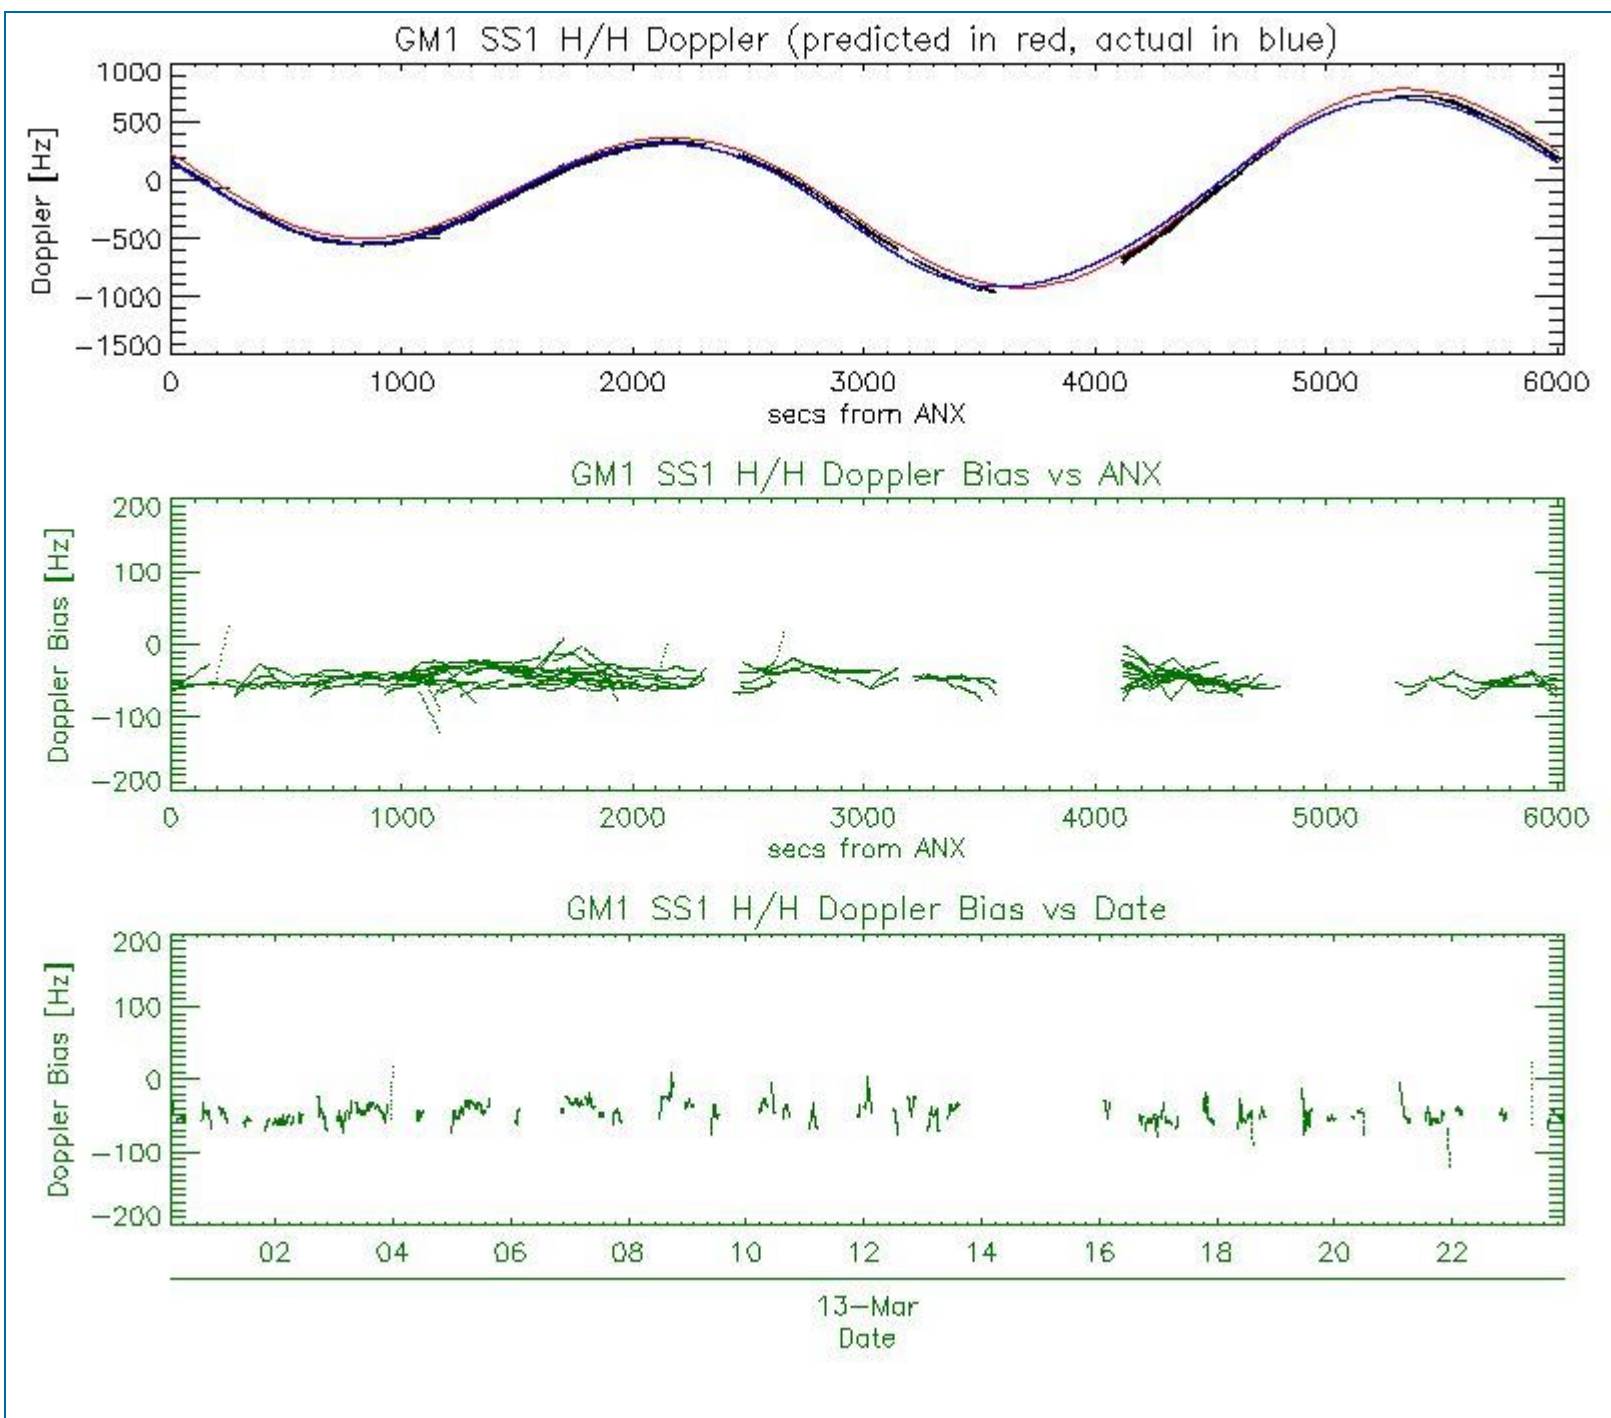 GM1 SS1 H/H Doppler (predicted in red, actual in blue)
1000
500
0
-500
-1000
-1500
Doppler [Hz]
0 1000 2000 3000 4000 5000 6000
secs from ANX
GM1 SS1 H/H Doppler Bias vs ANX
200
100
0
-100
-200
Doppler Bias [Hz]
0 1000 2000 3000 4000 5000 6000
secs from ANX
GM1 SS1 H/H Doppler Bias vs Date
200
100
0
-100
-200
Doppler Bias [Hz]
02 04 06 08 10 12 14 16 18 20 22
13-Mar
Date